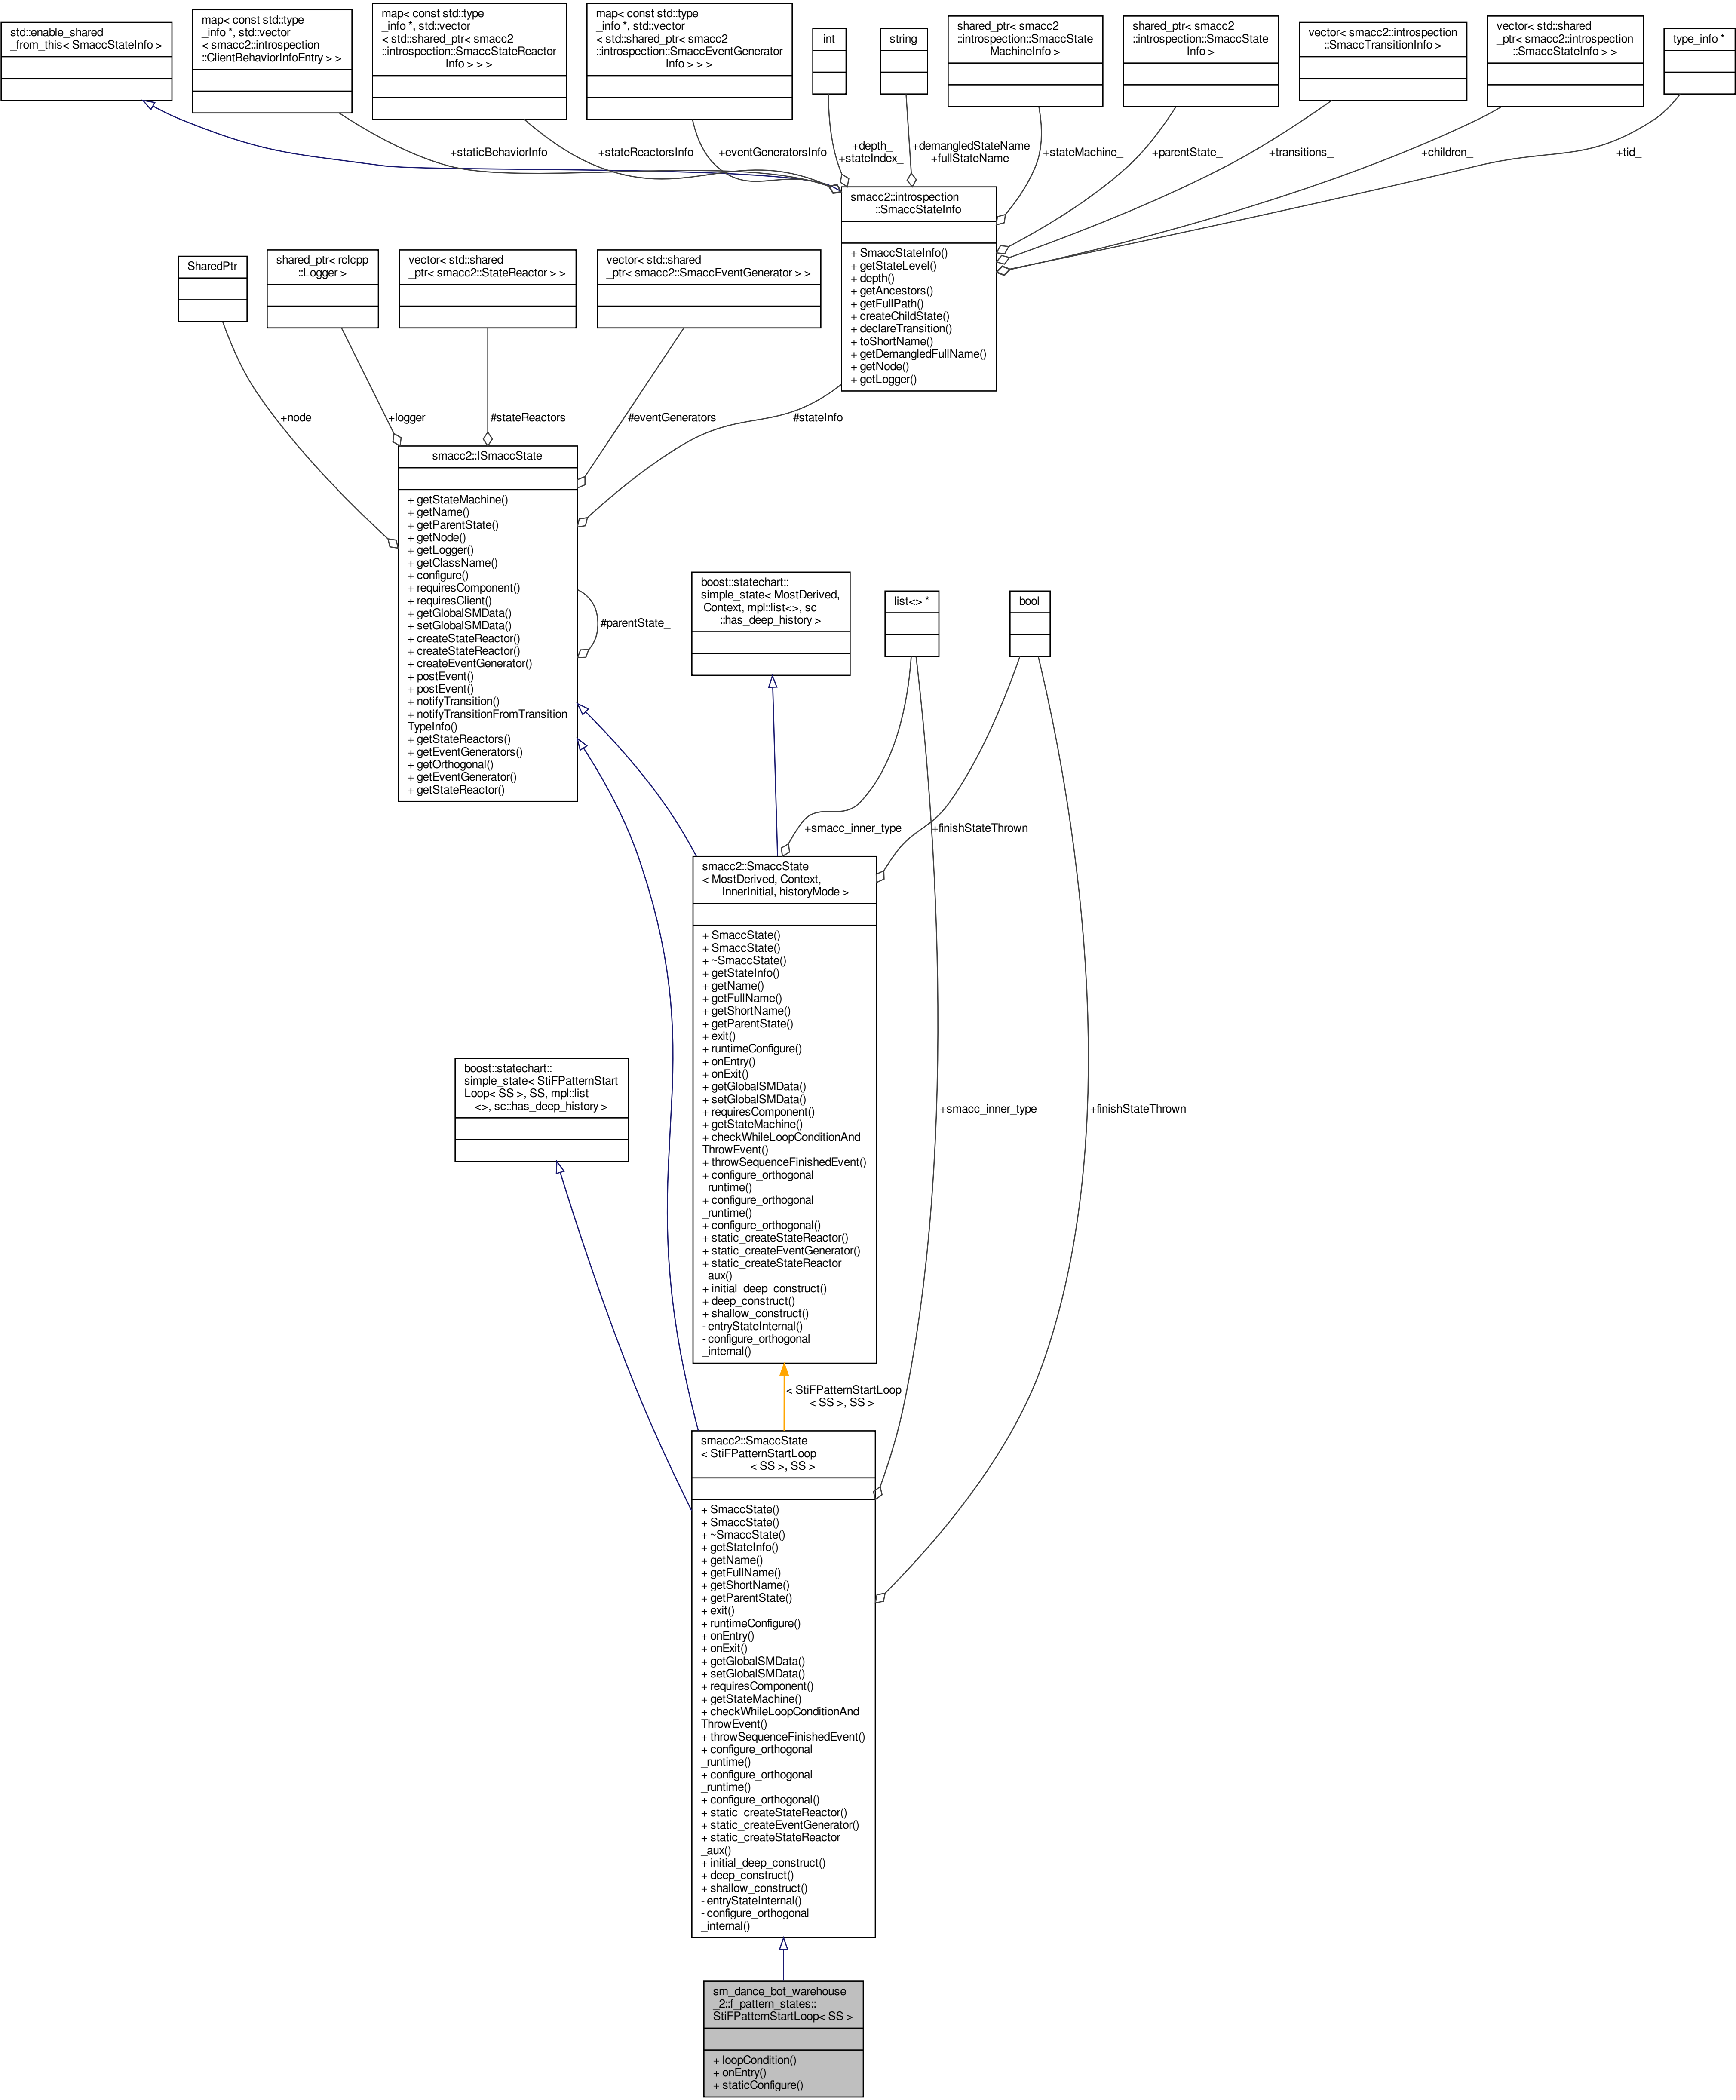 std::enable_shared
_from_this< SmaccStateInfo >
map< const std::type
_info *, std::vector
< smacc2::introspection
::ClientBehaviorInfoEntry > >
map< const std::type
_info *, std::vector
< std::shared_ptr< smacc2
::introspection::SmaccStateReactor
Info > > >
map< const std::type
_info *, std::vector
< std::shared_ptr< smacc2
::introspection::SmaccEventGenerator
Info > > >
int
string
shared_ptr< smacc2
::introspection::SmaccState
MachineInfo >
shared_ptr< smacc2
::introspection::SmaccState
Info >
vector< smacc2::introspection
::SmaccTransitionInfo >
vector< std::shared
_ptr< smacc2::introspection
::SmaccStateInfo > >
type_info *
+staticBehaviorInfo
+stateReactorsInfo
+eventGeneratorsInfo
+depth_
+stateIndex_
+demangledStateName
+fullStateName
+stateMachine_
+parentState_
+transitions_
+children_
+tid_
smacc2::introspection
::SmaccStateInfo
+ SmaccStateInfo()
+ getStateLevel()
+ depth()
+ getAncestors()
+ getFullPath()
+ createChildState()
+ declareTransition()
+ toShortName()
+ getDemangledFullName()
+ getNode()
+ getLogger()
SharedPtr
shared_ptr< rclcpp
::Logger >
vector< std::shared
_ptr< smacc2::StateReactor > >
vector< std::shared
_ptr< smacc2::SmaccEventGenerator > >
+node_
+logger_
#stateReactors_
#eventGenerators_
#stateInfo_
smacc2::ISmaccState
+ getStateMachine()
+ getName()
+ getParentState()
+ getNode()
+ getLogger()
+ getClassName()
+ configure()
+ requiresComponent()
+ requiresClient()
+ getGlobalSMData()
+ setGlobalSMData()
+ createStateReactor()
+ createStateReactor()
+ createEventGenerator()
+ postEvent()
+ postEvent()
+ notifyTransition()
+ notifyTransitionFromTransition
TypeInfo()
+ getStateReactors()
+ getEventGenerators()
+ getOrthogonal()
+ getEventGenerator()
+ getStateReactor()
#parentState_
boost::statechart::
simple_state< MostDerived,
Context, mpl::list<>, sc
::has_deep_history >
list<> *
bool
+smacc_inner_type
+finishStateThrown
smacc2::SmaccState
< MostDerived, Context,
InnerInitial, historyMode >
+ SmaccState()
+ SmaccState()
+ ~SmaccState()
+ getStateInfo()
+ getName()
+ getFullName()
+ getShortName()
+ getParentState()
+ exit()
+ runtimeConfigure()
+ onEntry()
+ onExit()
+ getGlobalSMData()
+ setGlobalSMData()
+ requiresComponent()
+ getStateMachine()
+ checkWhileLoopConditionAnd
ThrowEvent()
+ throwSequenceFinishedEvent()
+ configure_orthogonal
_runtime()
+ configure_orthogonal
_runtime()
+ configure_orthogonal()
+ static_createStateReactor()
+ static_createEventGenerator()
+ static_createStateReactor
_aux()
+ initial_deep_construct()
+ deep_construct()
+ shallow_construct()
- entryStateInternal()
- configure_orthogonal
_internal()
boost::statechart::
simple_state< StiFPatternStart
Loop< SS >, SS, mpl::list
<>, sc::has_deep_history >
+smacc_inner_type
+finishStateThrown
< StiFPatternStartLoop
< SS >, SS >
smacc2::SmaccState
< StiFPatternStartLoop
< SS >, SS >
+ SmaccState()
+ SmaccState()
+ ~SmaccState()
+ getStateInfo()
+ getName()
+ getFullName()
+ getShortName()
+ getParentState()
+ exit()
+ runtimeConfigure()
+ onEntry()
+ onExit()
+ getGlobalSMData()
+ setGlobalSMData()
+ requiresComponent()
+ getStateMachine()
+ checkWhileLoopConditionAnd
ThrowEvent()
+ throwSequenceFinishedEvent()
+ configure_orthogonal
_runtime()
+ configure_orthogonal
_runtime()
+ configure_orthogonal()
+ static_createStateReactor()
+ static_createEventGenerator()
+ static_createStateReactor
_aux()
+ initial_deep_construct()
+ deep_construct()
+ shallow_construct()
- entryStateInternal()
- configure_orthogonal
_internal()
sm_dance_bot_warehouse
_2::f_pattern_states::
StiFPatternStartLoop< SS >
+ loopCondition()
+ onEntry()
+ staticConfigure()